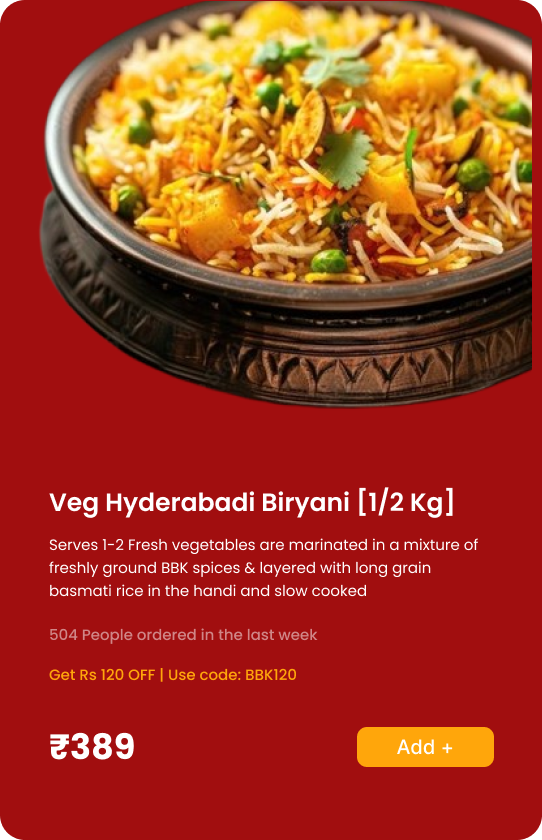 Veg Hyderabadi Biryani [1/2 Kg]
Serves 1-2 Fresh vegetables are marinated in a mixture of
freshly ground BBK spices & layered with long grain
basmati rice in the handi and slow cooked
504 People ordered in the last week
Get Rs 120 OFF | Use code: BBK120
₹389
Add +